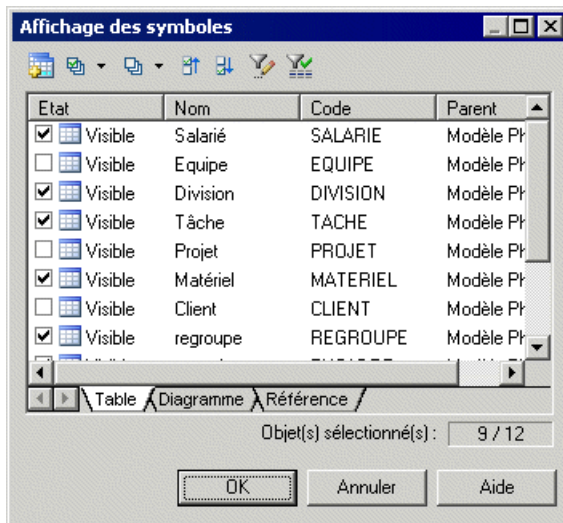 Affichage des symboles
Etat Nom Code Parent
Visible Salarié SALARIE Modèle Ph
Visible Equipe EQUIPE Modèle Ph
Visible Division DIVISION Modèle Ph
Visible Tâche TACHE Modèle Ph
Visible Projet PROJET Modèle Ph
Visible Matériel MATERIEL Modèle Ph
Visible Client CLIENT Modèle Ph
Visible regroupe REGROUPE Modèle Ph
Table Diagramme Référence
Objet(s) sélectionné(s) : 9 / 12
OK Annuler Aide